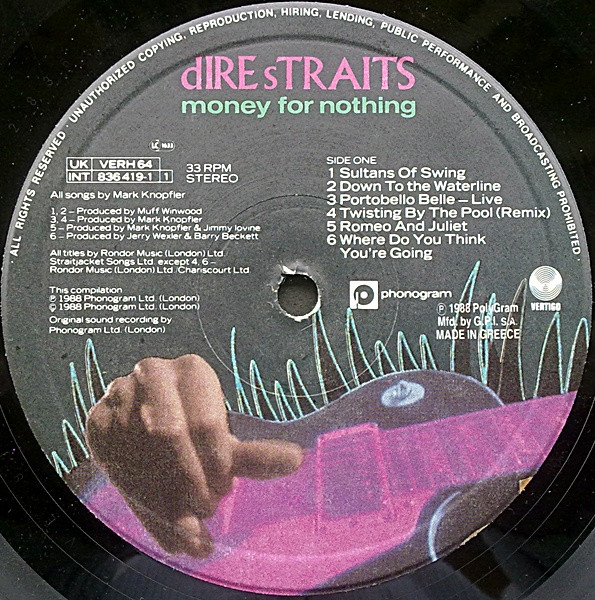 ALL RIGHTS RESERVED · UNAUTHORIZED COPYING, REPRODUCTION, HIRING, LENDING, PUBLIC PERFORMANCE AND BROADCASTING PROHIBITED.
dIRE sTRAITS
money for nothing
LC 1633
UK VERH 64
INT 836 419-1 1
33 RPM
STEREO
All songs by Mark Knopfler
1, 2 – Produced by Muff Winwood
3, 4 – Produced by Mark Knopfler
5 – Produced by Mark Knopfler & Jimmy Iovine
6 – Produced by Jerry Wexler & Barry Beckett
All titles by Rondor Music (London) Ltd
Straitjacket Songs Ltd. except 4, 6 –
Rondor Music (London) Ltd / Chariscourt Ltd.
This compilation
℗ 1988 Phonogram Ltd. (London)
© 1988 Phonogram Ltd. (London)
Original sound recording by
Phonogram Ltd. (London)
SIDE ONE
1 Sultans Of Swing
2 Down To the Waterline
3 Portobello Belle – Live
4 Twisting By The Pool (Remix)
5 Romeo And Juliet
6 Where Do You Think
You're Going
phonogram
VERTIGO
℗ 1988 PolyGram
Mfd. by G.P.I. S.A.
MADE IN GREECE